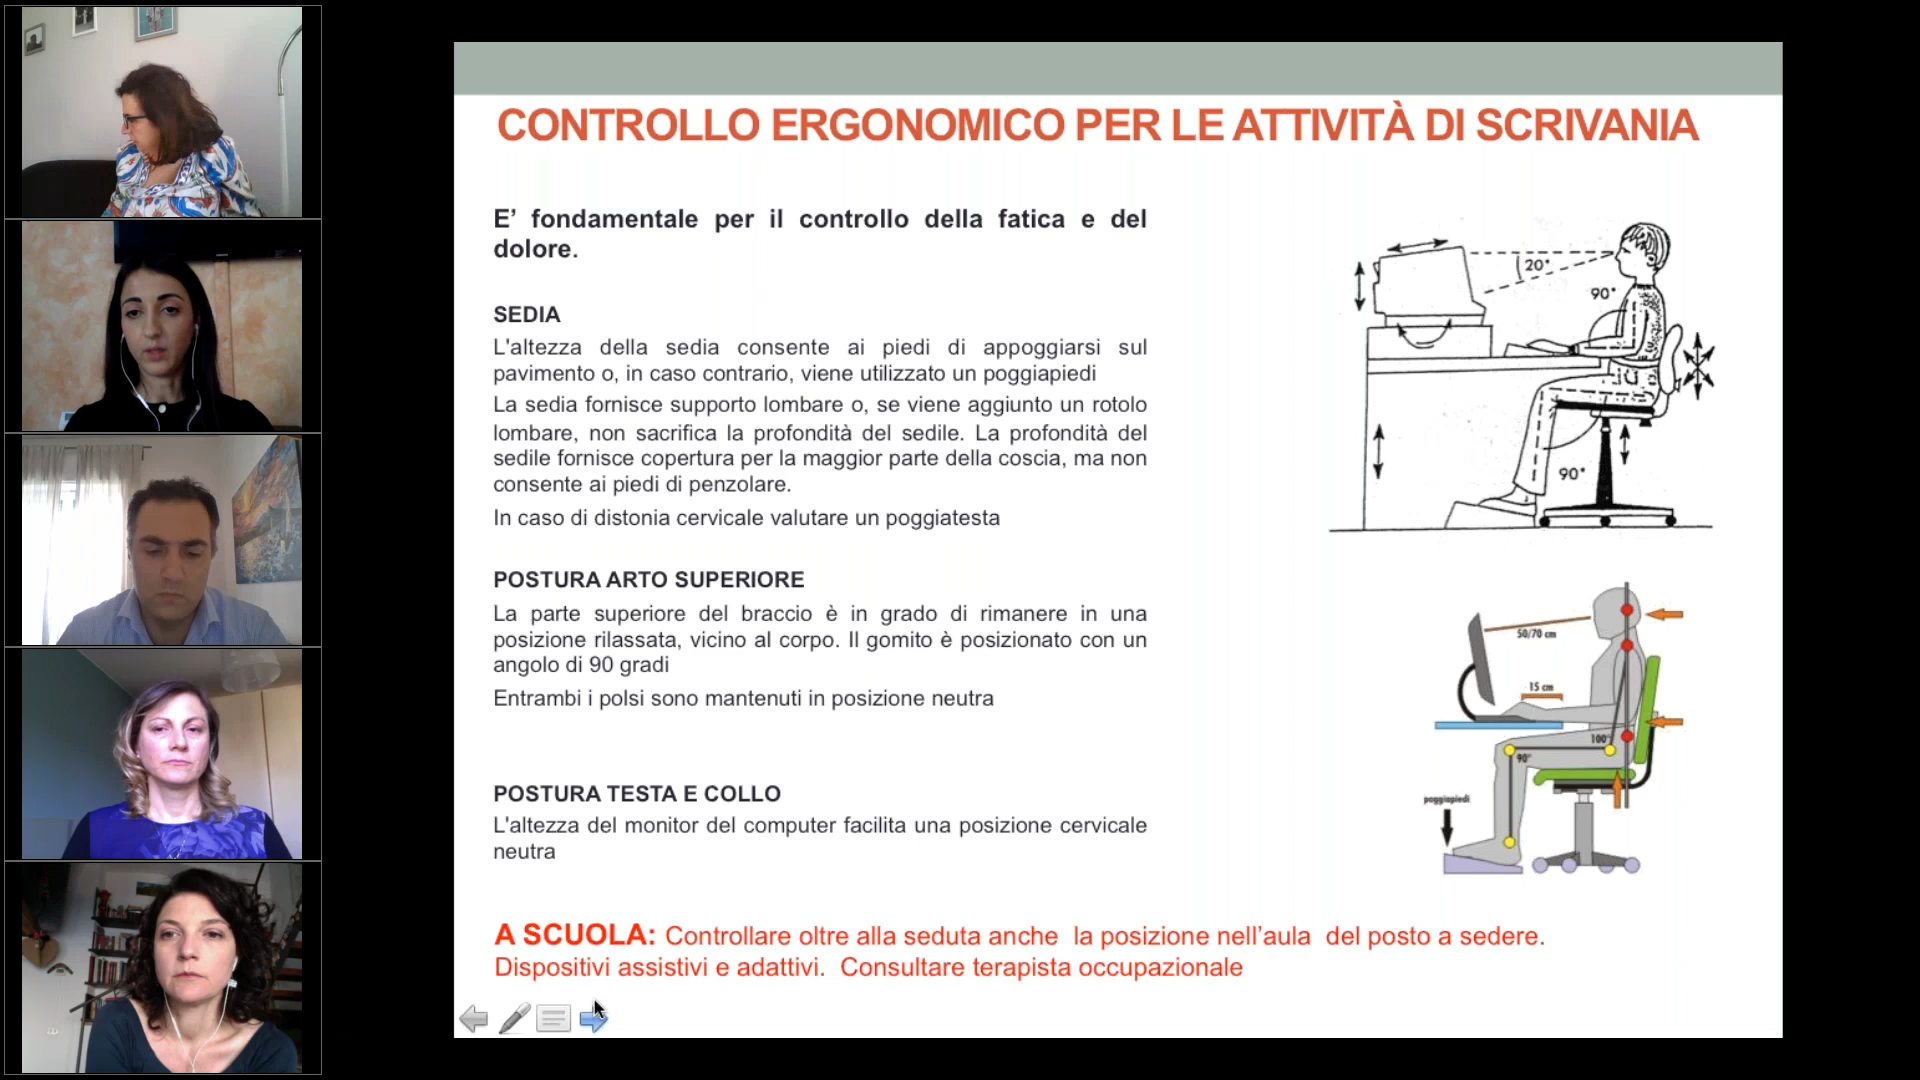 CONTROLLO ERGONOMICO PER LE ATTIVITÀ DI SCRIVANIA
E’ fondamentale per il controllo della fatica e del
dolore.
SEDIA
L'altezza della sedia consente ai piedi di appoggiarsi sul
pavimento o, in caso contrario, viene utilizzato un poggiapiedi
La sedia fornisce supporto lombare o, se viene aggiunto un rotolo
lombare, non sacrifica la profondità del sedile. La profondità del
sedile fornisce copertura per la maggior parte della coscia, ma non
consente ai piedi di penzolare.
In caso di distonia cervicale valutare un poggiatesta
POSTURA ARTO SUPERIORE
La parte superiore del braccio è in grado di rimanere in una
posizione rilassata, vicino al corpo. Il gomito è posizionato con un
angolo di 90 gradi
Entrambi i polsi sono mantenuti in posizione neutra
POSTURA TESTA E COLLO
L'altezza del monitor del computer facilita una posizione cervicale
neutra
20°
90°
90°
50/70 cm
15 cm
100°
90°
poggiapiedi
A SCUOLA: Controllare oltre alla seduta anche  la posizione nell’aula  del posto a sedere.
Dispositivi assistivi e adattivi.  Consultare terapista occupazionale